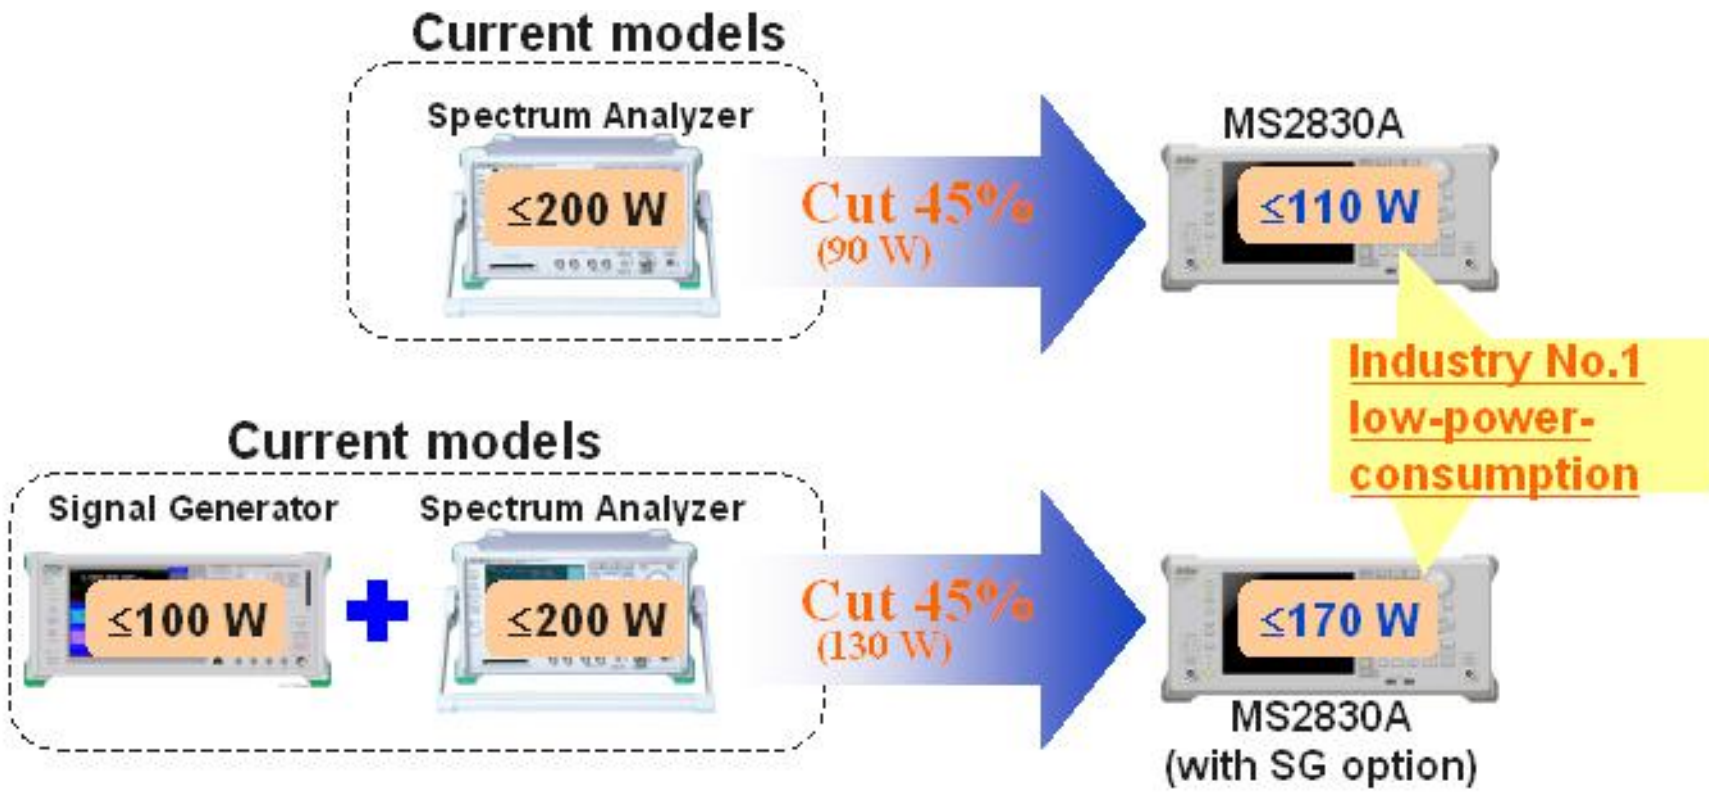 Current models
Spectrum Analyzer
≤200 W
Cut 45%
(90 W)
MS2830A
≤110 W
Industry No.1
low-power-
consumption
Current models
Signal Generator
≤100 W
Spectrum Analyzer
≤200 W
Cut 45%
(130 W)
≤170 W
MS2830A
(with SG option)